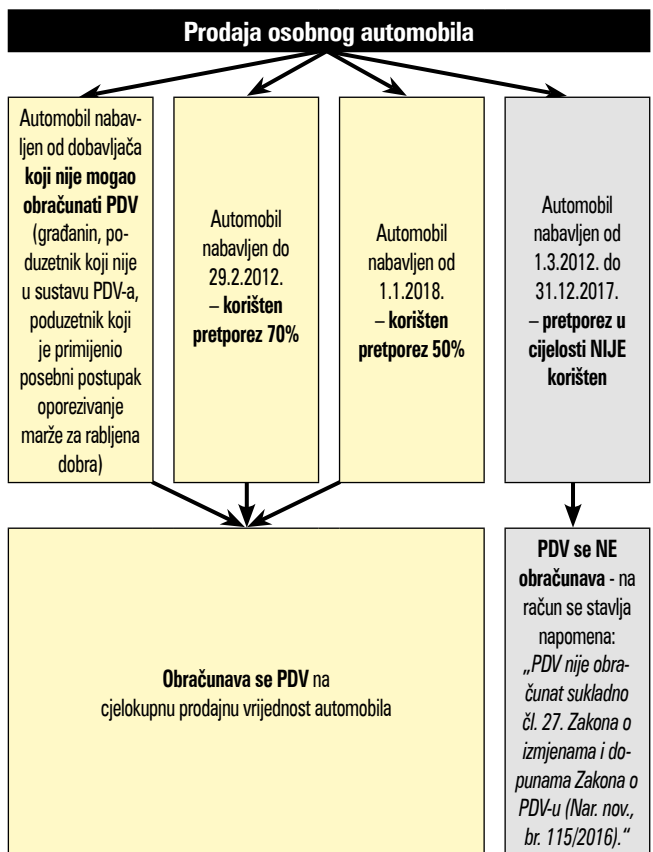 Prodaja osobnog automobila
Automobil nabav-
ljen od dobavljača
koji nije mogao
obračunati PDV
(građanin, po-
duzetnik koji nije
u sustavu PDV-a,
poduzetnik koji
je primijenio
posebni postupak
oporezivanje
marže za rabljena
dobra)
Automobil
nabavljen do
29.2.2012.
– korišten
pretporez 70%
Automobil
nabavljen od
1.1.2018.
– korišten
pretporez 50%
Automobil
nabavljen od
1.3.2012. do
31.12.2017.
– pretporez u
cijelosti NIJE
korišten
Obračunava se PDV na
cjelokupnu prodajnu vrijednost automobila
PDV se NE
obračunava - na
račun se stavlja
napomena:
„PDV nije obra-
čunat sukladno
čl. 27. Zakona o
izmjenama i do-
punama Zakona o
PDV-u (Nar. nov.,
br. 115/2016).“